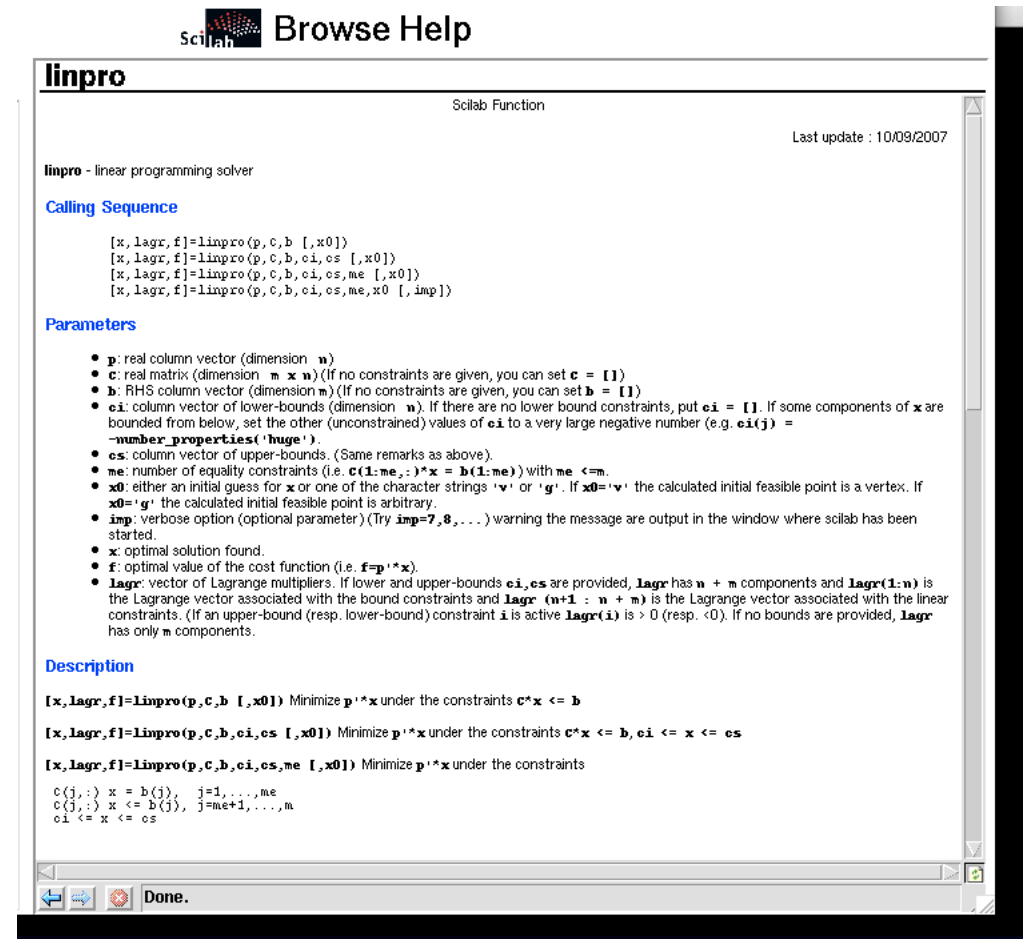 Scilab Browse Help
linpro
Scilab Function
Last update : 10/09/2007
linpro - linear programming solver
Calling Sequence
[x,lagr,f]=linpro(p,C,b [,x0])
[x,lagr,f]=linpro(p,C,b,ci,cs [,x0])
[x,lagr,f]=linpro(p,C,b,ci,cs,me [,x0])
[x,lagr,f]=linpro(p,C,b,ci,cs,me,x0 [,imp])
Parameters
p: real column vector (dimension n)
C: real matrix (dimension m x n) (If no constraints are given, you can set C = [])
b: RHS column vector (dimension m) (If no constraints are given, you can set b = [])
ci: column vector of lower-bounds (dimension n). If there are no lower bound constraints, put ci = []. If some components of x are
bounded from below, set the other (unconstrained) values of ci to a very large negative number (e.g. ci(j) =
-number_properties('huge').
cs: column vector of upper-bounds. (Same remarks as above).
me: number of equality constraints (i.e. C(1:me,:)*x = b(1:me)) with me <=m.
x0: either an initial guess for x or one of the character strings 'v' or 'g'. If x0='v' the calculated initial feasible point is a vertex. If
x0='g' the calculated initial feasible point is arbitrary.
imp: verbose option (optional parameter) (Try imp=7,8,...) warning the message are output in the window where scilab has been
started.
x: optimal solution found.
f: optimal value of the cost function (i.e. f=p'*x).
lagr: vector of Lagrange multipliers. If lower and upper-bounds ci,cs are provided, lagr has n + m components and lagr(1:n) is
the Lagrange vector associated with the bound constraints and lagr (n+1 : n + m) is the Lagrange vector associated with the linear
constraints. (If an upper-bound (resp. lower-bound) constraint i is active lagr(i) is > 0 (resp. <0). If no bounds are provided, lagr
has only m components.
Description
[x,lagr,f]=linpro(p,C,b [,x0]) Minimize p'*x under the constraints C*x <= b
[x,lagr,f]=linpro(p,C,b,ci,cs [,x0]) Minimize p'*x under the constraints C*x <= b, ci <= x <= cs
[x,lagr,f]=linpro(p,C,b,ci,cs,me [,x0]) Minimize p'*x under the constraints
C(j,:) x = b(j), j=1,...,me
C(j,:) x <= b(j), j=me+1,...,m
ci <= x <= cs
Done.